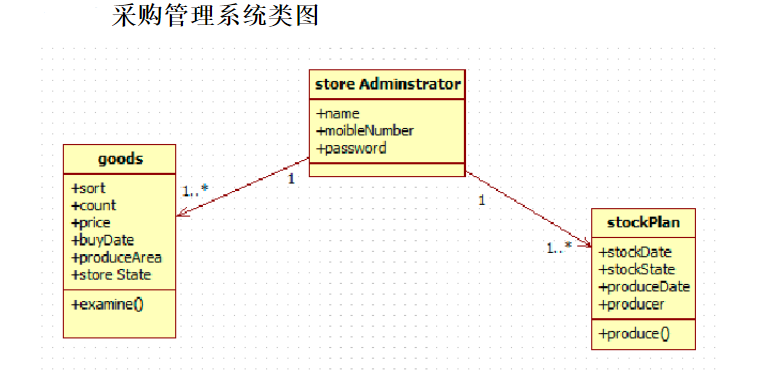 采购管理系统类图
store Adminstrator
+name
+moibleNumber
+password
goods
+sort
+count
+price
+buyDate
+produceArea
+store State
+examine()
1..*
1
1
1..*
stockPlan
+stockDate
+stockState
+produceDate
+producer
+produce()